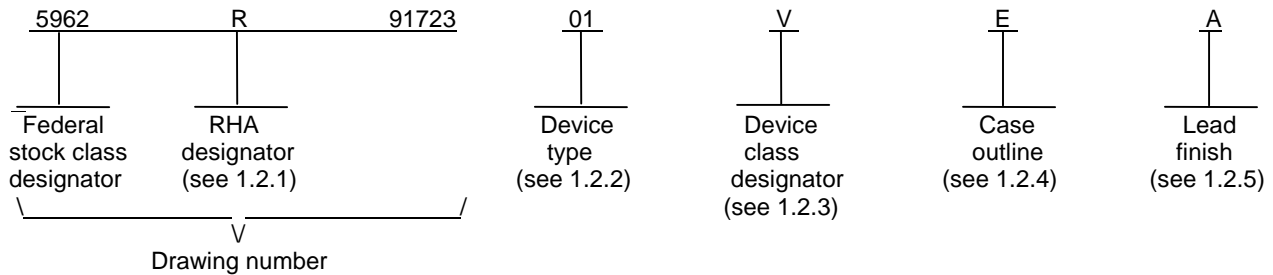 5962 R 91723 01 V E A
Federal RHA Device Device Case Lead
stock class designator type class outline finish
designator (see 1.2.1) (see 1.2.2) designator (see 1.2.4) (see 1.2.5)
(see 1.2.3)
Drawing number